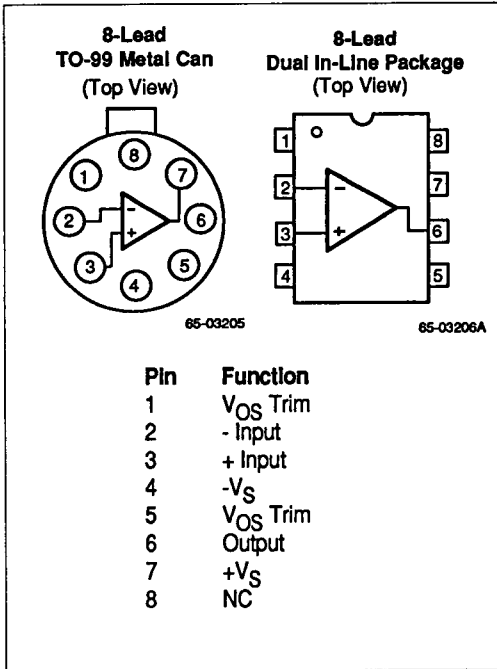 8-Lead
TO-99 Metal Can
(Top View)
8
1
7
2
-
6
+
3
5
4
65-03205
8-Lead
Dual In-Line Package
(Top View)
1
8
2
-
7
3
+
6
4
5
65-03206A
Pin Function
1 VOS Trim
2 - Input
3 + Input
4 -VS
5 VOS Trim
6 Output
7 +VS
8 NC